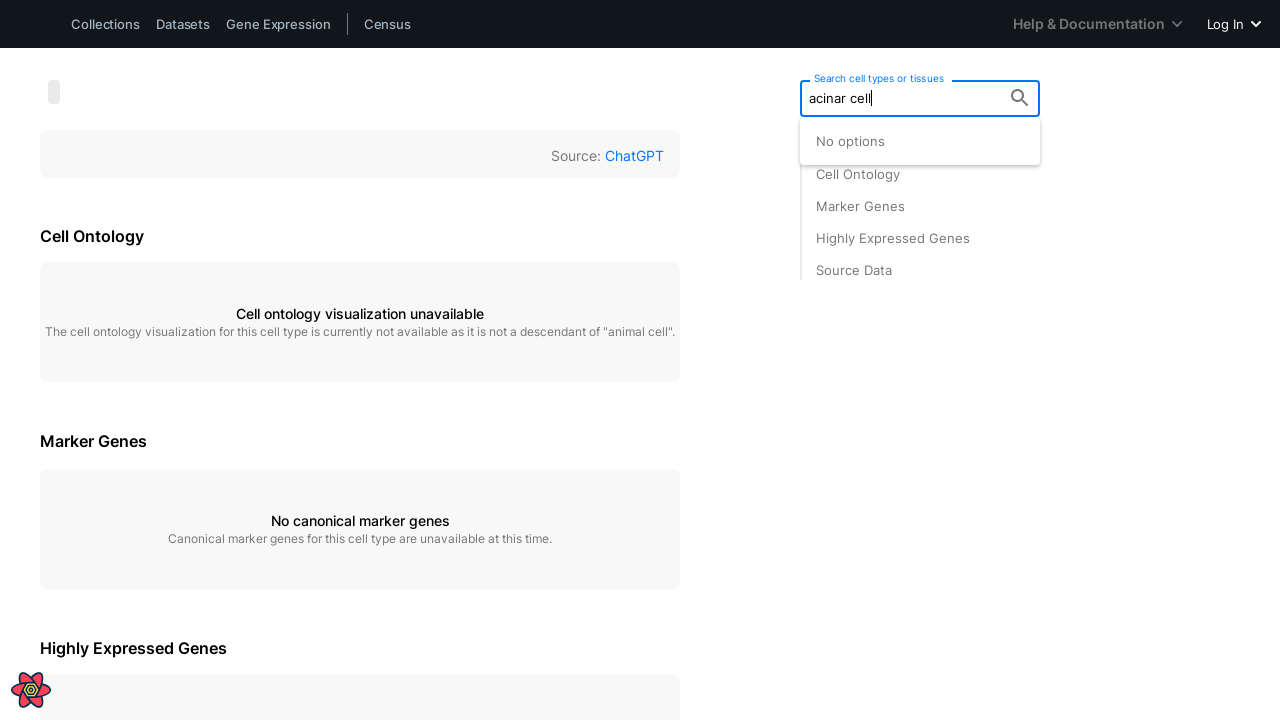 Collections Datasets Gene Expression Census Help & Documentation Log In
Search cell types or tissues
acinar cell
No options
Source: ChatGPT
Cell Ontology
Marker Genes
Highly Expressed Genes
Source Data
Cell Ontology
Cell ontology visualization unavailable
The cell ontology visualization for this cell type is currently not available as it is not a descendant of "animal cell".
Marker Genes
No canonical marker genes
Canonical marker genes for this cell type are unavailable at this time.
Highly Expressed Genes